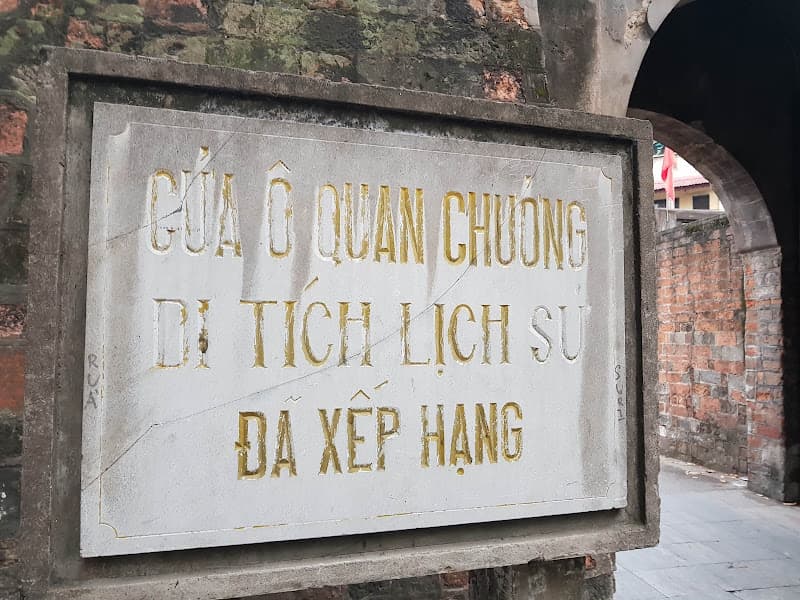 CỬA Ô QUAN CHƯỞNG
DI TÍCH LỊCH SỬ
ĐÃ XẾP HẠNG